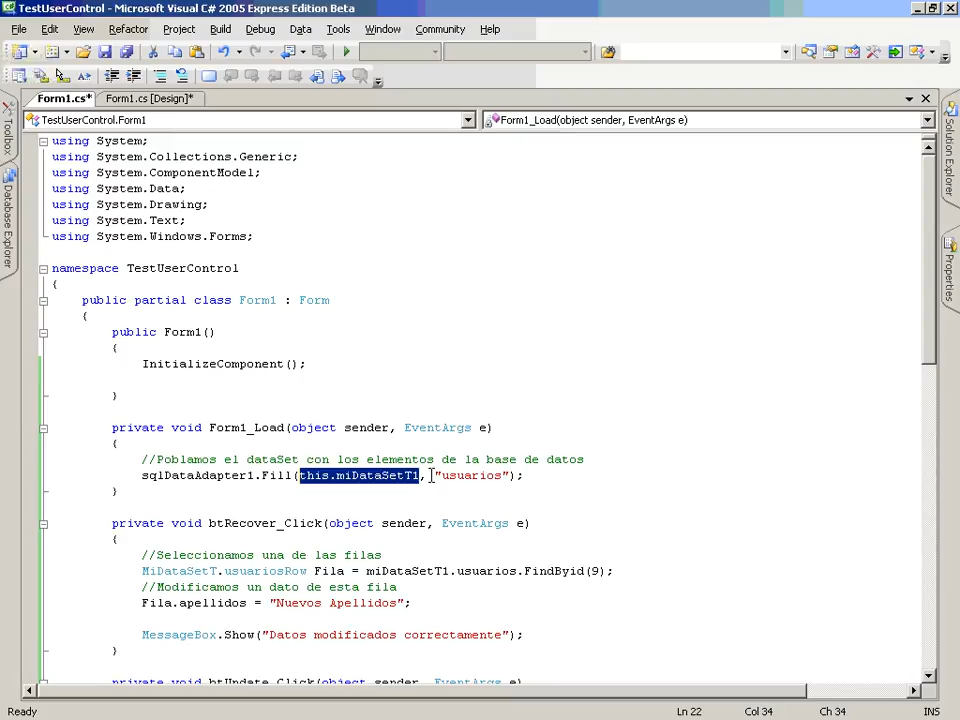 TestUserControl - Microsoft Visual C# 2005 Express Edition Beta
File Edit View Refactor Project Build Debug Data Tools Window Community Help
Form1.cs* Form1.cs [Design]*
TestUserControl.Form1 Form1_Load(object sender, EventArgs e)
Toolbox
Database Explorer
Solution Explorer
Properties
using System;
using System.Collections.Generic;
using System.ComponentModel;
using System.Data;
using System.Drawing;
using System.Text;
using System.Windows.Forms;
namespace TestUserControl
{
public partial class Form1 : Form
{
public Form1()
{
InitializeComponent();
}
private void Form1_Load(object sender, EventArgs e)
{
//Poblamos el dataSet con los elementos de la base de datos
sqlDataAdapter1.Fill(this.miDataSetT1, "usuarios");
}
private void btRecover_Click(object sender, EventArgs e)
{
//Seleccionamos una de las filas
MiDataSetT.usuariosRow Fila = miDataSetT1.usuarios.FindByid(9);
//Modificamos un dato de esta fila
Fila.apellidos = "Nuevos Apellidos";
MessageBox.Show("Datos modificados correctamente");
}
private void btUpdate_Click(object sender, EventArgs e)
Ready Ln 22 Col 34 Ch 34 INS